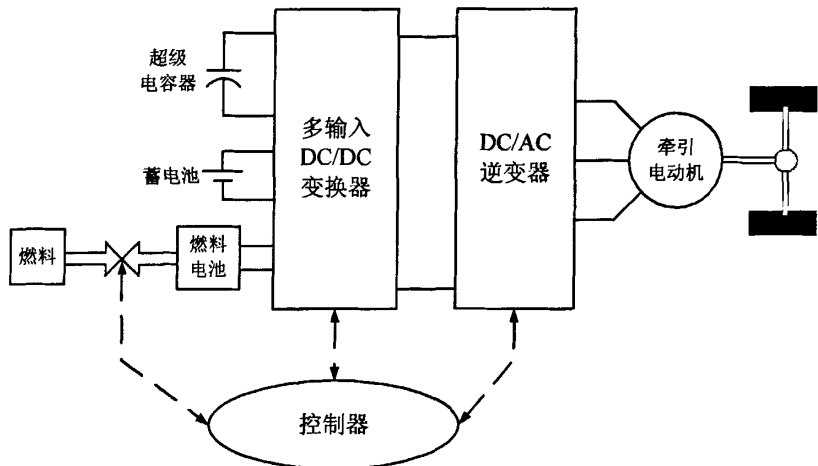 超级
电容器
多输入
DC/DC
变换器
DC/AC
逆变器
牵引
电动机
蓄电池
燃料
燃料
电池
控制器